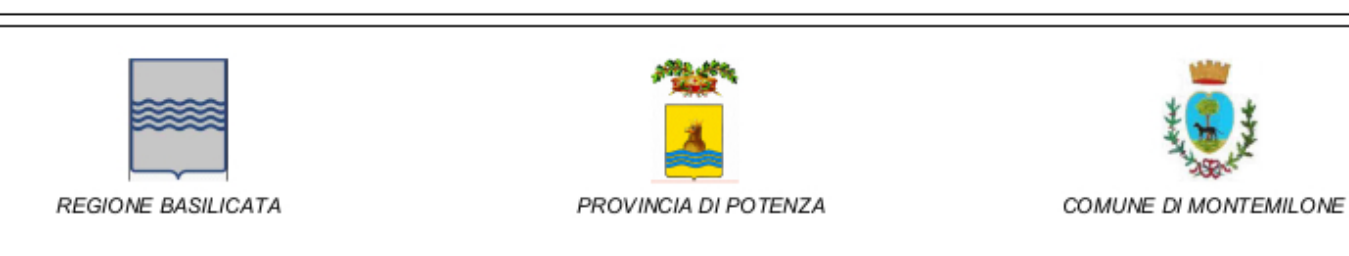 REGIONE BASILICATA
PROVINCIA DI POTENZA
COMUNE DI MONTEMILONE